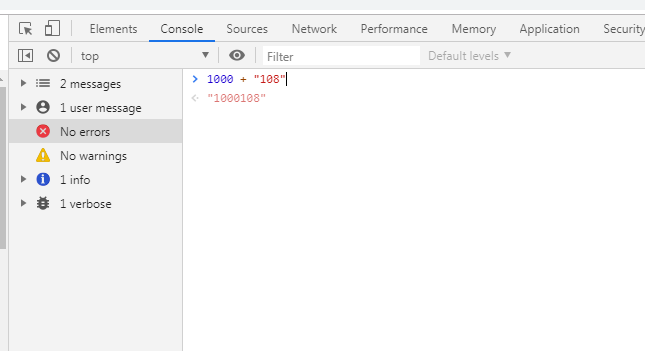 Elements Console Sources Network Performance Memory Application Security
top Filter Default levels
2 messages
1 user message
No errors
No warnings
1 info
1 verbose
1000 + "108"
"1000108"